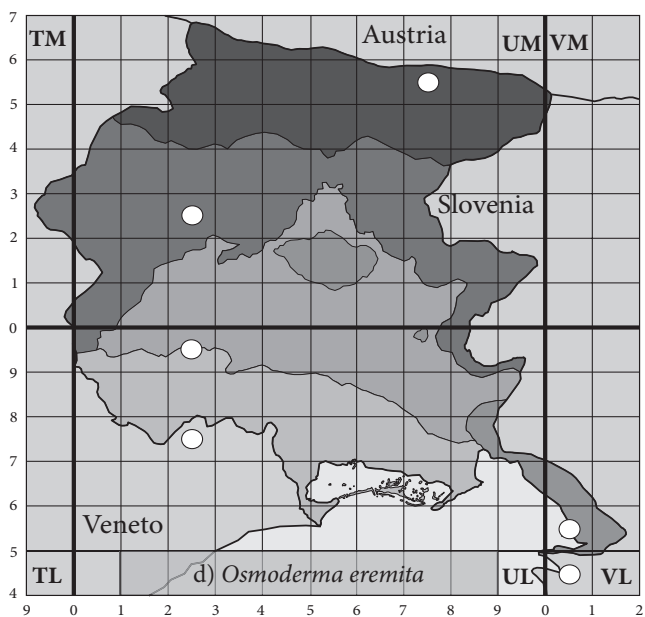 7
TM
Austria
UM
VM
6
5
4
3
Slovenia
2
1
0
9
8
7
6
Veneto
5
TL
d) Osmoderma eremita
UL
VL
4
9 0 1 2 3 4 5 6 7 8 9 0 1 2